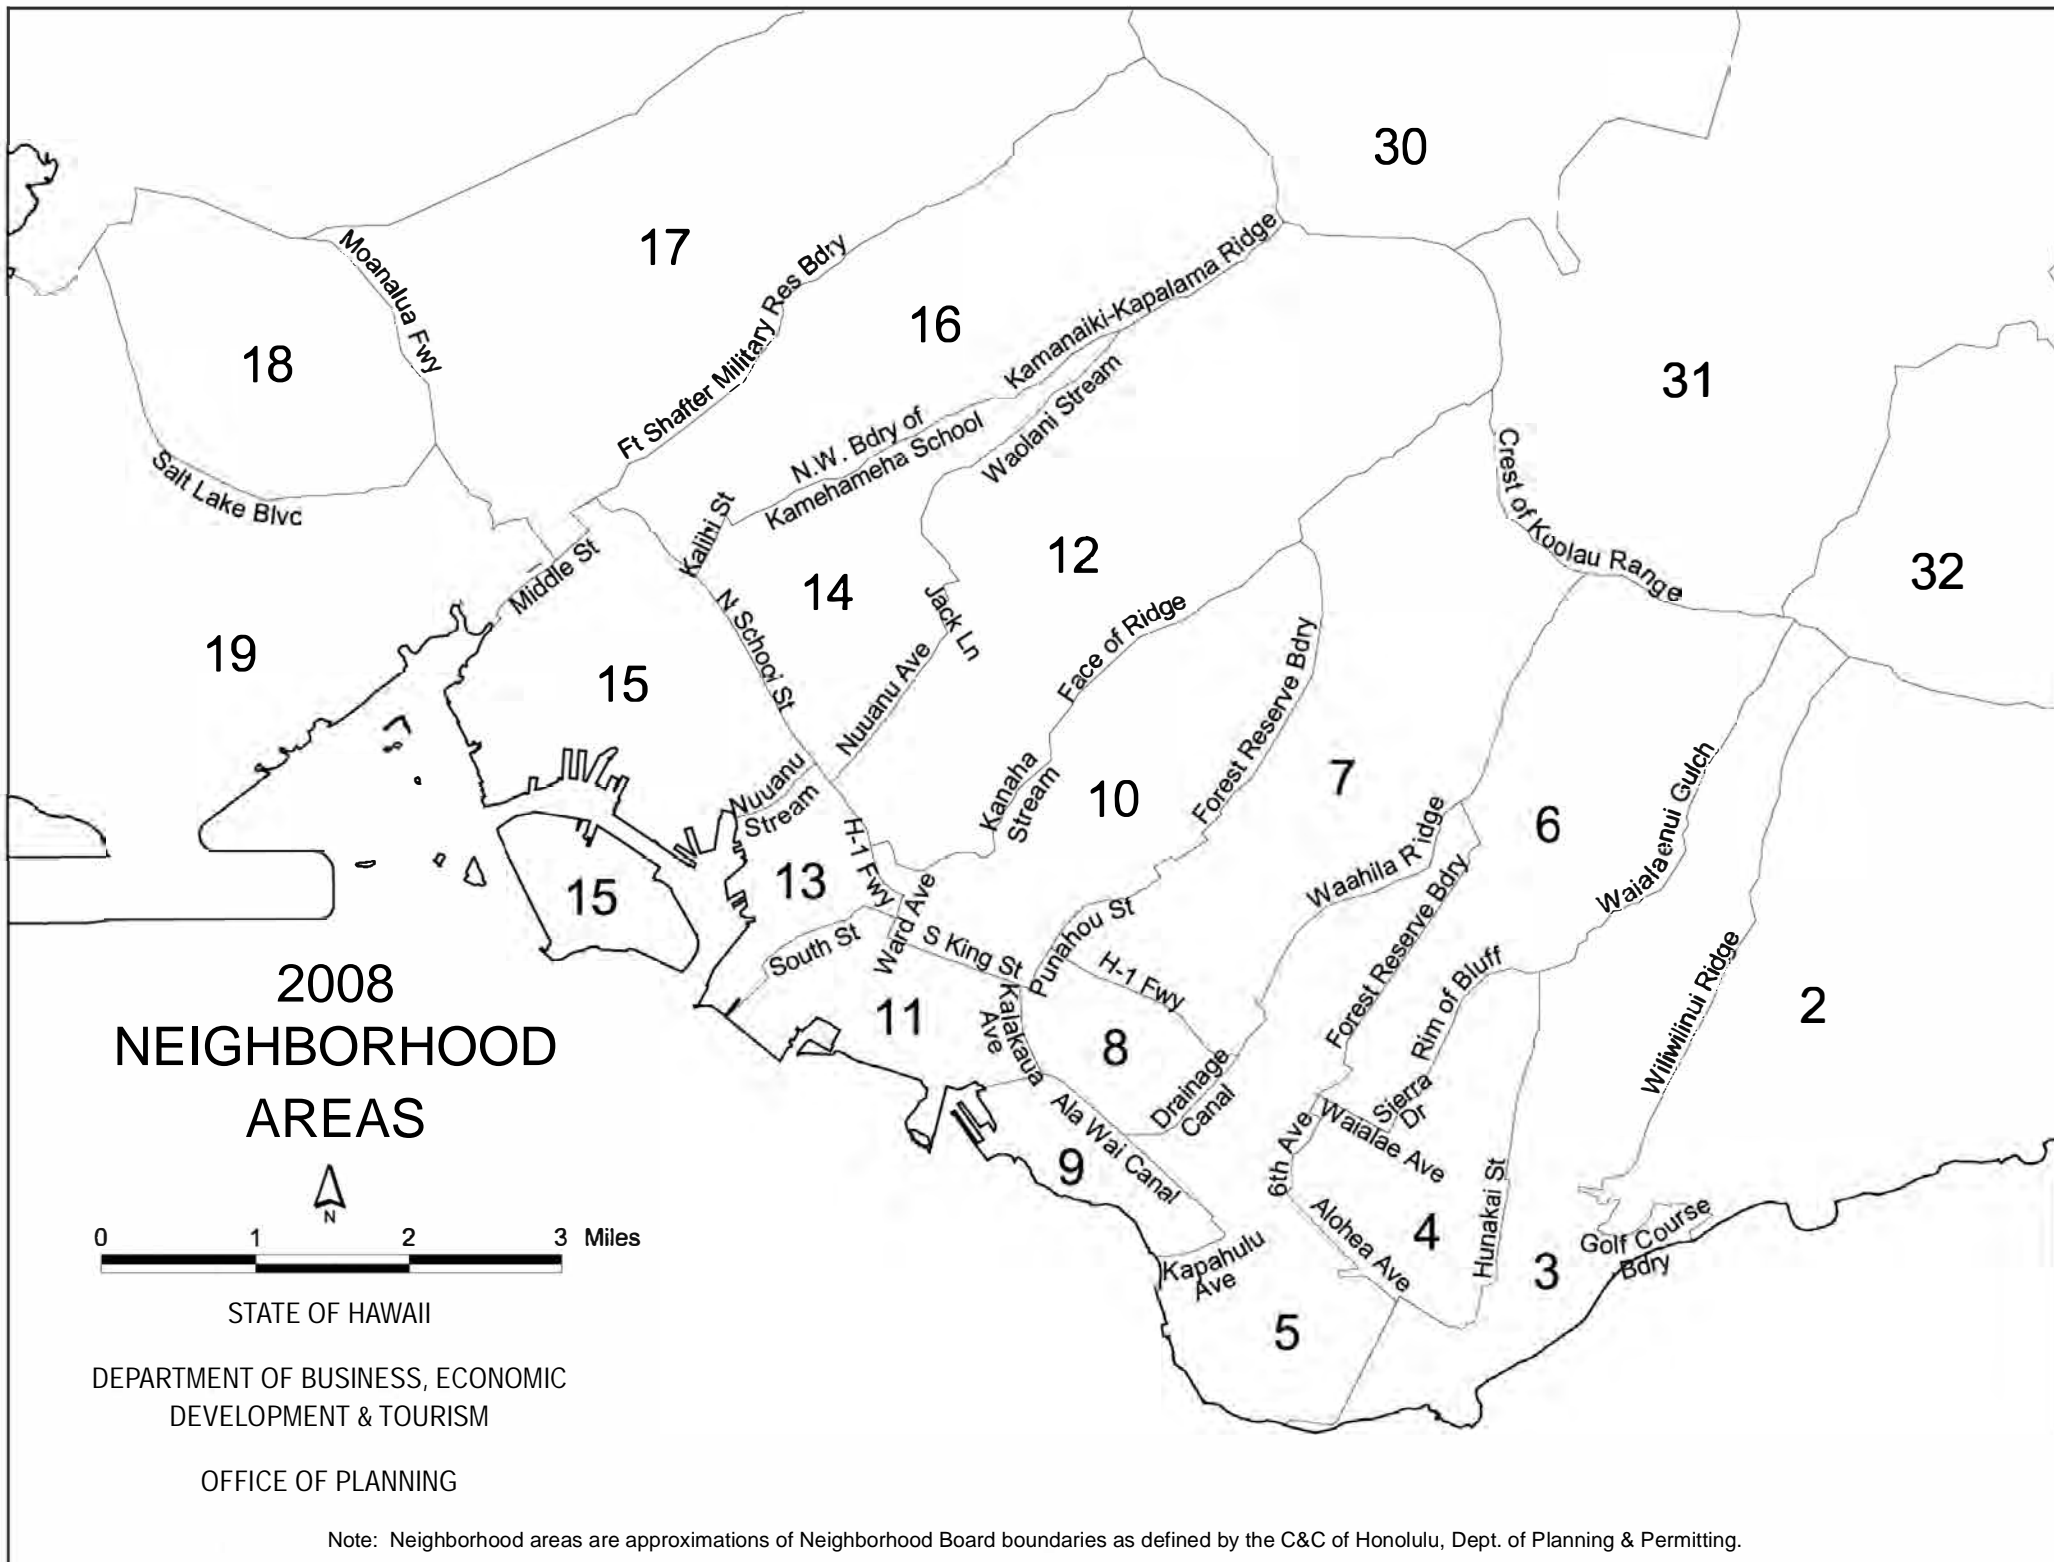 30
17
Moanalua Fwy
Ft Shafter Military Res Bdry
16
Kamanaiki-Kapalama Ridge
18
31
N.W. Bdry of
Kamehameha School
Waolani Stream
Salt Lake Blvd
Kalihi St
Crest of Koolau Range
Middle St
12
32
14
N School St
Jack Ln
Face of Ridge
19
15
Nuuanu Ave
Forest Reserve Bdry
Nuuanu
Stream
Kanaha
Stream
10
7
6
Waialaenui Gulch
H-1 Fwy
13
15
Ward Ave
South St
S King St
Punahou St
Waahila Ridge
Forest Reserve Bdry
H-1 Fwy
Rim of Bluff
Wiliwilinui Ridge
2
11
Kalakaua
Ave
8
Drainage
Canal
Sierra
Dr
Ala Wai Canal
9
6th Ave
Waialae Ave
Alohea Ave
4
Hunakai St
3
Golf Course
Bdry
Kapahulu
Ave
5
2008
NEIGHBORHOOD
AREAS
N
0 1 2 3 Miles
STATE OF HAWAII
DEPARTMENT OF BUSINESS, ECONOMIC
DEVELOPMENT & TOURISM
OFFICE OF PLANNING
Note: Neighborhood areas are approximations of Neighborhood Board boundaries as defined by the C&C of Honolulu, Dept. of Planning & Permitting.